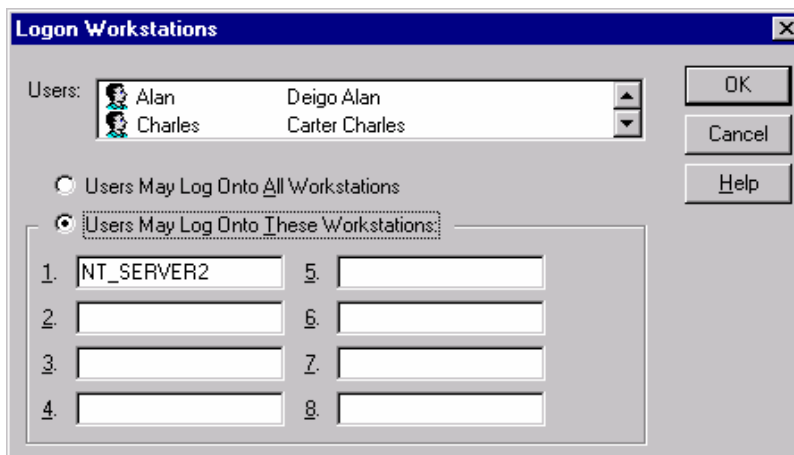 Logon Workstations
Users:
Alan Deigo Alan
Charles Carter Charles
OK
Cancel
Help
Users May Log Onto All Workstations
Users May Log Onto These Workstations:
1. NT_SERVER2 5.
2. 6.
3. 7.
4. 8.